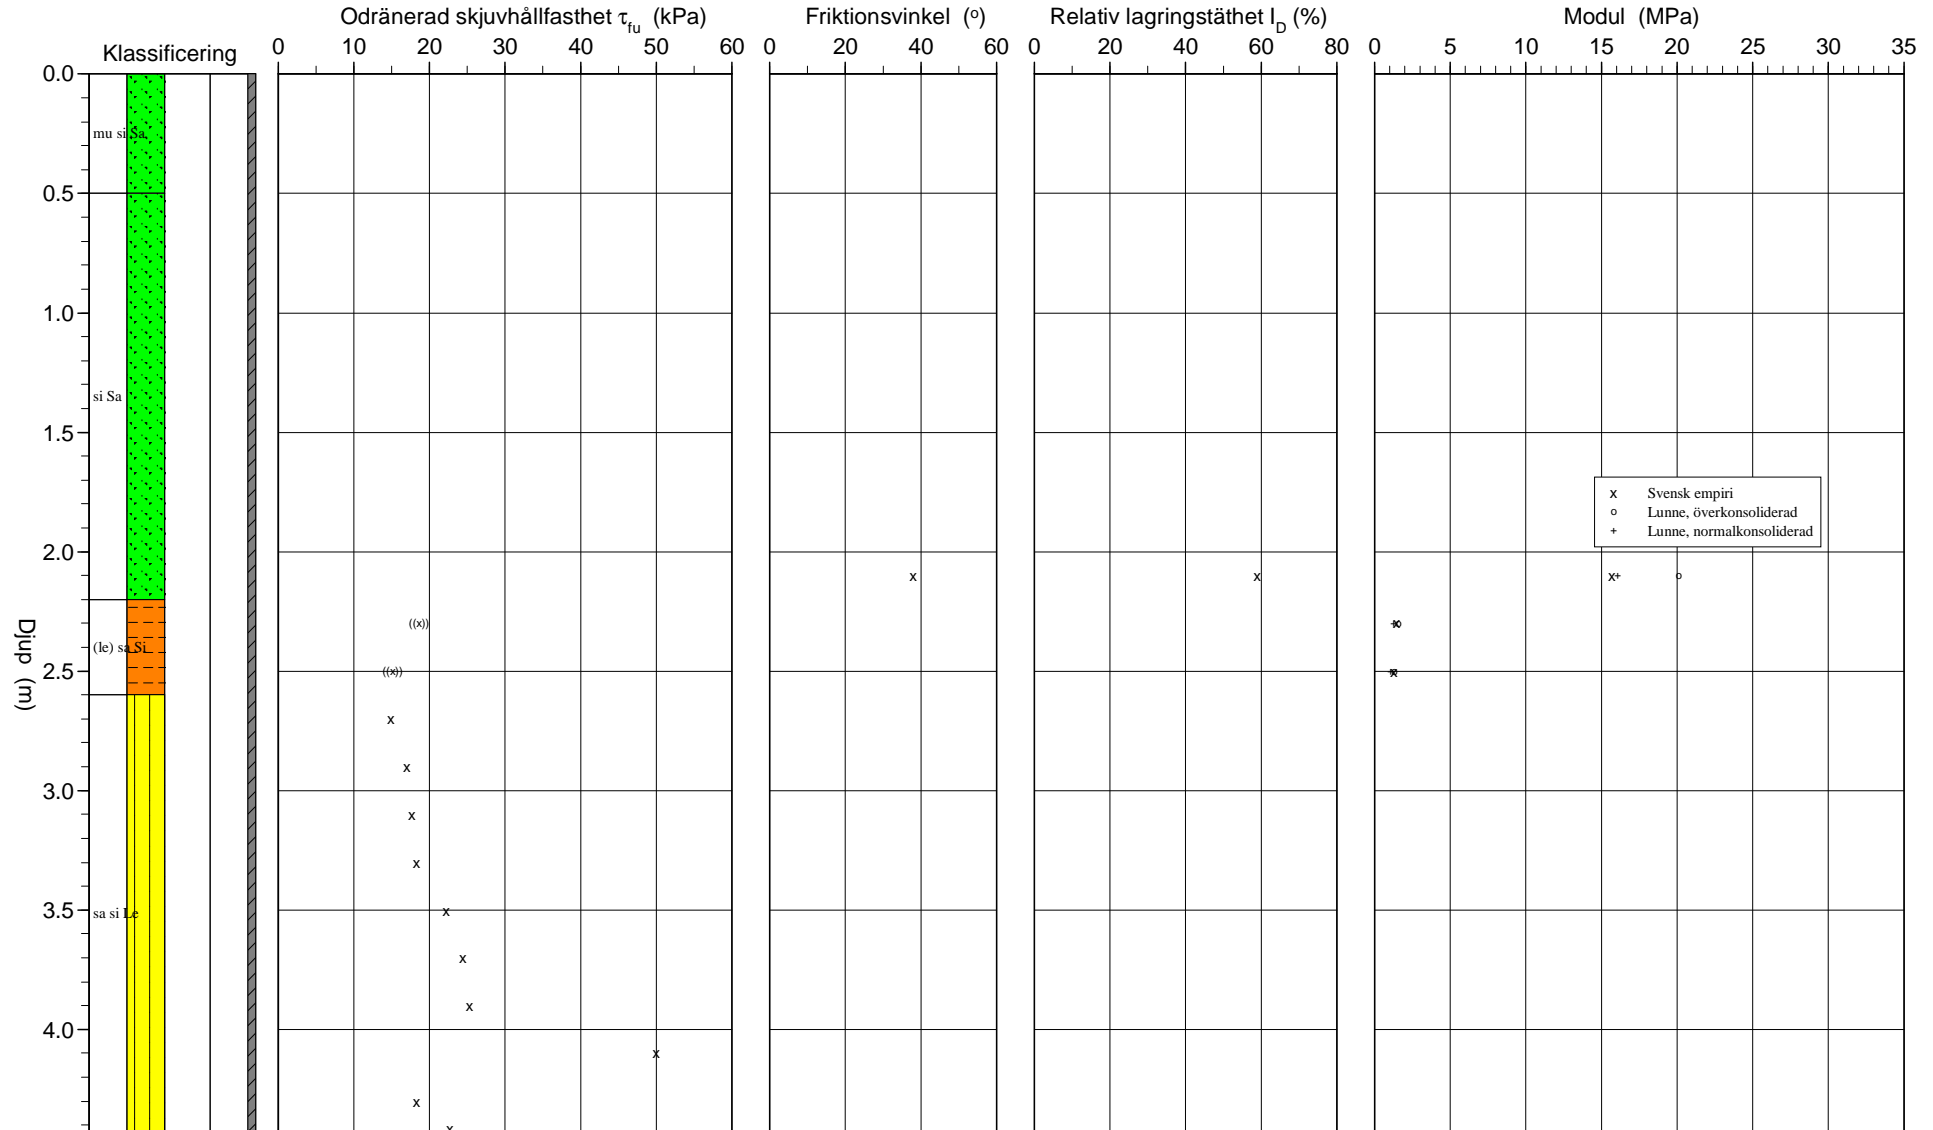 Odränerad skjuvhållfasthet τfu (kPa)
Friktionsvinkel (o)
Relativ lagringstäthet ID (%)
Modul (MPa)
Klassificering
0 10 20 30 40 50 60
0 20 40 60
0 20 40 60 80
0 5 10 15 20 25 30 35
0.0
mu si Sa
0.5
1.0
si Sa
1.5
x Svensk empiri
o Lunne, överkonsoliderad
+ Lunne, normalkonsoliderad
2.0
x x x+ o
((x))
(le) sa Si
Djup (m)
2.5
((x))
x
x
3.0
x
x
3.5
sa si Le
x
x
x
4.0
x
x
x